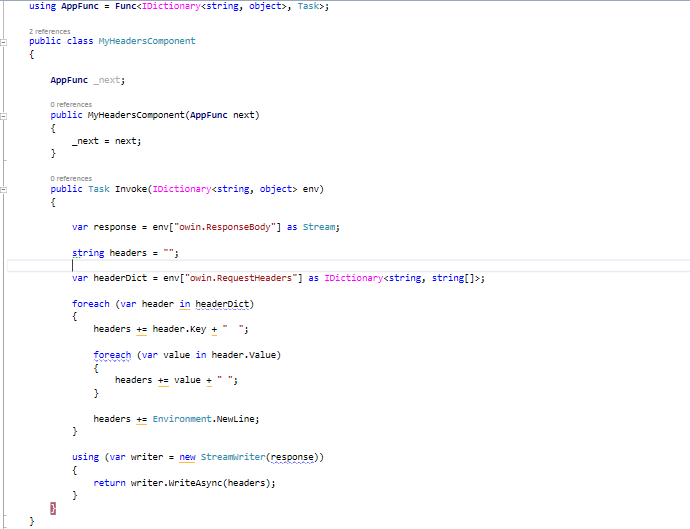 using AppFunc = Func<IDictionary<string, object>, Task>;
2 references
public class MyHeadersComponent
{
AppFunc _next;
0 references
public MyHeadersComponent(AppFunc next)
{
_next = next;
}
0 references
public Task Invoke(IDictionary<string, object> env)
{
var response = env["owin.ResponseBody"] as Stream;
string headers = "";
var headerDict = env["owin.RequestHeaders"] as IDictionary<string, string[]>;
foreach (var header in headerDict)
{
headers += header.Key + "  ";
foreach (var value in header.Value)
{
headers += value + " ";
}
headers += Environment.NewLine;
}
using (var writer = new StreamWriter(response))
{
return writer.WriteAsync(headers);
}
}
}